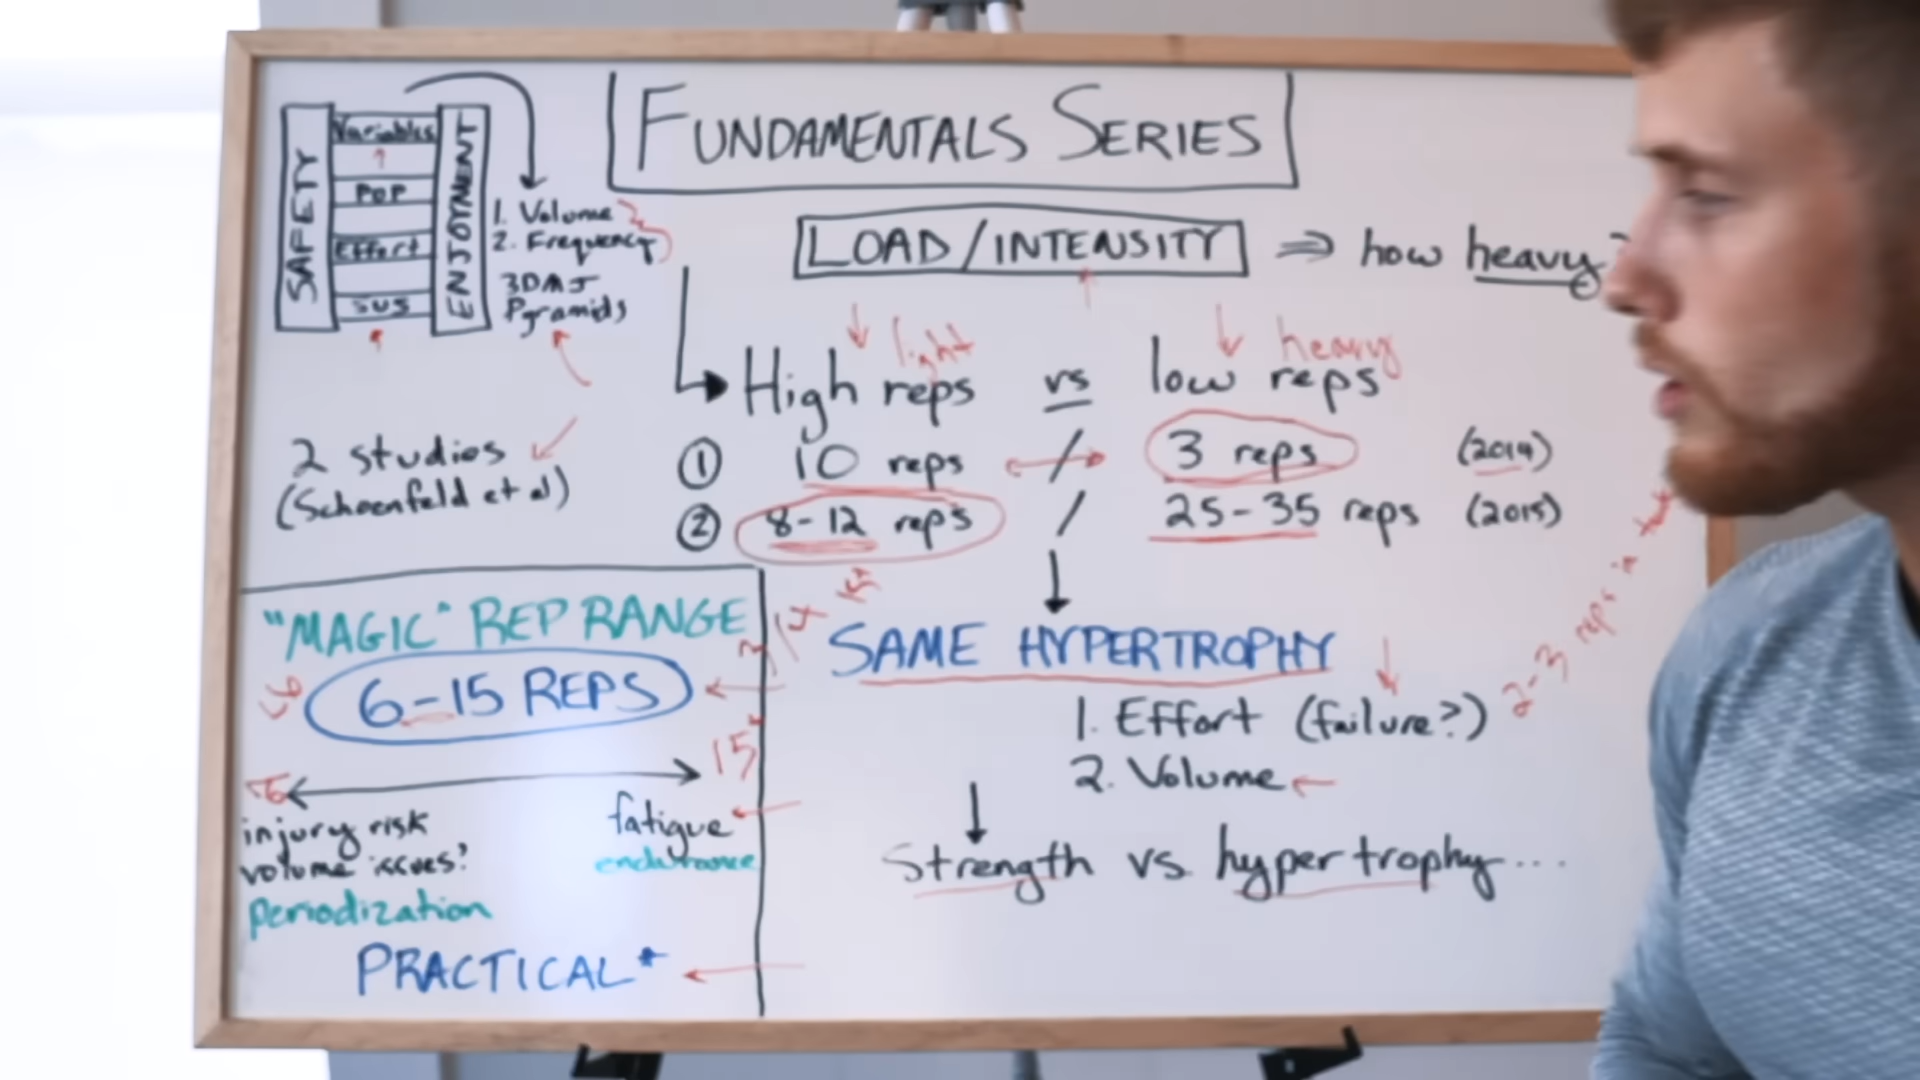 FUNDAMENTALS SERIES
SAFETY
Variables
POP
Effort
SUS
ENJOYMENT
1. Volume
2. Frequency
3DMJ
Pyramids
LOAD/INTENSITY ⇒ how heavy?
light
heavy
High reps vs low reps
2 studies
(Schoenfeld et al)
① 10 reps / 3 reps (2014)
② 8-12 reps / 25-35 reps (2015)
"MAGIC" REP RANGE
6-15 REPS
15
injury risk
volume issues?
Periodization
fatigue
endurance
PRACTICAL*
SAME HYPERTROPHY
1. Effort (failure?)
2-3 reps in
2. Volume
Strength vs hypertrophy...